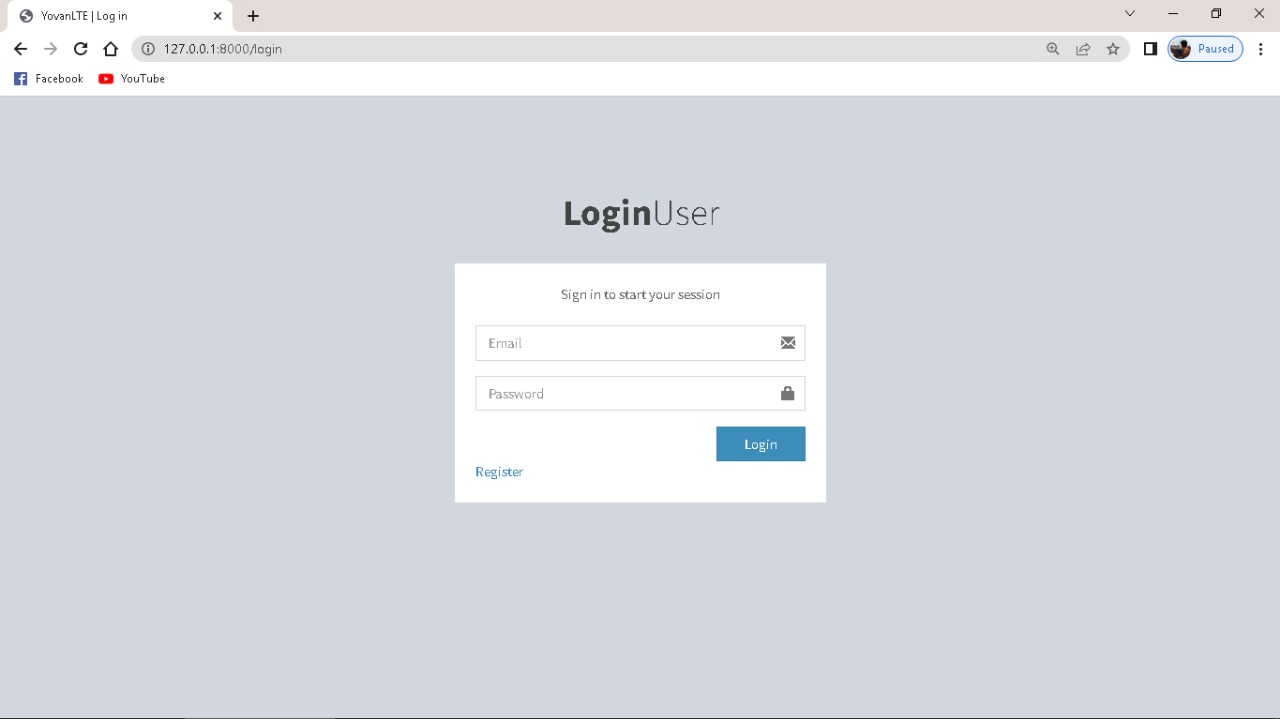 YovanLTE | Log in
127.0.0.1:8000/login
Paused
Facebook
YouTube
LoginUser
Sign in to start your session
Email
Password
Login
Register